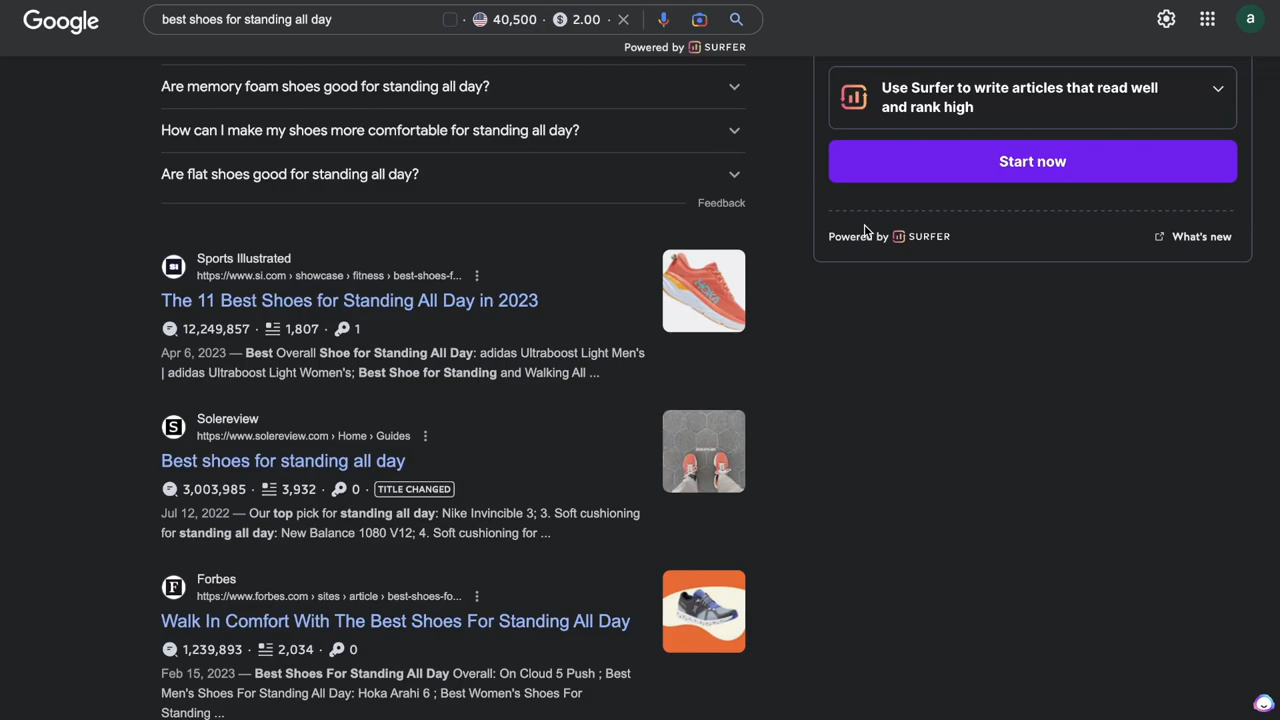 Google
best shoes for standing all day
40,500 · $ 2.00 ·
a
Powered by SURFER
Are memory foam shoes good for standing all day?
How can I make my shoes more comfortable for standing all day?
Are flat shoes good for standing all day?
Feedback
Sports Illustrated
https://www.si.com › showcase › fitness › best-shoes-f...
The 11 Best Shoes for Standing All Day in 2023
12,249,857 · 1,807 · 1
Apr 6, 2023 — Best Overall Shoe for Standing All Day: adidas Ultraboost Light Men's
| adidas Ultraboost Light Women's; Best Shoe for Standing and Walking All ...
HOKA
S
Solereview
https://www.solereview.com › Home › Guides
Best shoes for standing all day
3,003,985 · 3,932 · 0 · TITLE CHANGED
Jul 12, 2022 — Our top pick for standing all day: Nike Invincible 3; 3. Soft cushioning
for standing all day: New Balance 1080 V12; 4. Soft cushioning for ...
F
Forbes
https://www.forbes.com › sites › article › best-shoes-fo...
Walk In Comfort With The Best Shoes For Standing All Day
1,239,893 · 2,034 · 0
Feb 15, 2023 — Best Shoes For Standing All Day Overall: On Cloud 5 Push ; Best
Men's Shoes For Standing All Day: Hoka Arahi 6 ; Best Women's Shoes For
Standing ...
Use Surfer to write articles that read well
and rank high
Start now
Powered by SURFER
What's new